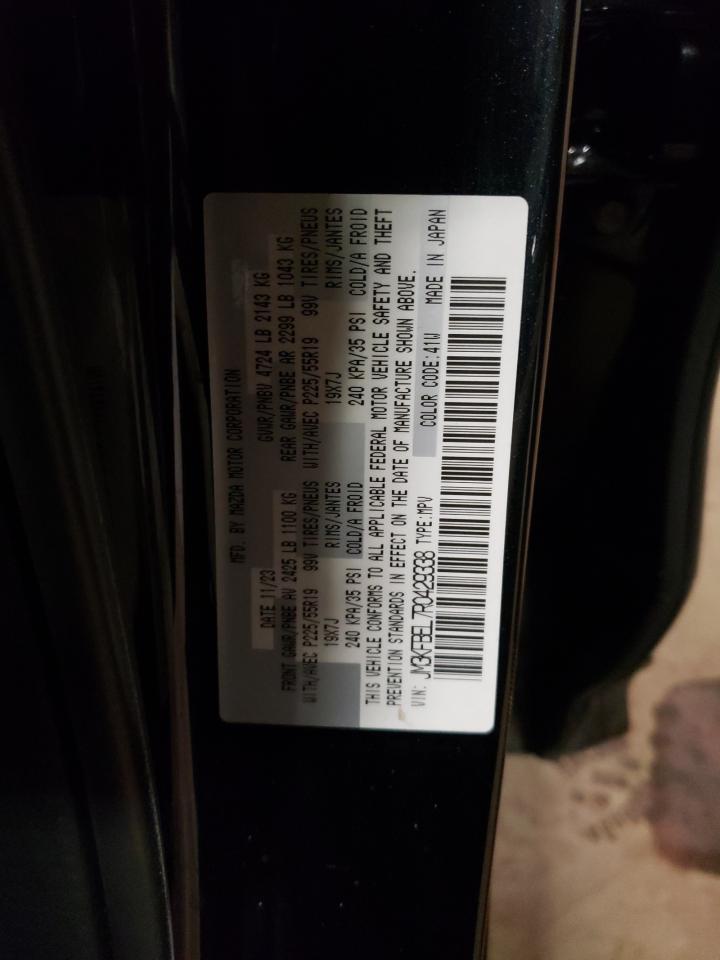 MFD. BY MAZDA MOTOR CORPORATION
DATE 11/23 GVWR/PNBV 4724 LB 2143 KG
FRONT GAWR/PNBE AV 2425 LB 1100 KG REAR GAWR/PNBE AR 2299 LB 1043 KG
WITH/AVEC P225/55R19 99V TIRES/PNEUS WITH/AVEC P225/55R19 99V TIRES/PNEUS
19X7J RIMS/JANTES 19X7J RIMS/JANTES
240 KPA/35 PSI COLD/A FROID 240 KPA/35 PSI COLD/A FROID
THIS VEHICLE CONFORMS TO ALL APPLICABLE FEDERAL MOTOR VEHICLE SAFETY AND THEFT
PREVENTION STANDARDS IN EFFECT ON THE DATE OF MANUFACTURE SHOWN ABOVE.
VIN: JM3KFBEL7R0429338 TYPE:MPV COLOR CODE:41W MADE IN JAPAN